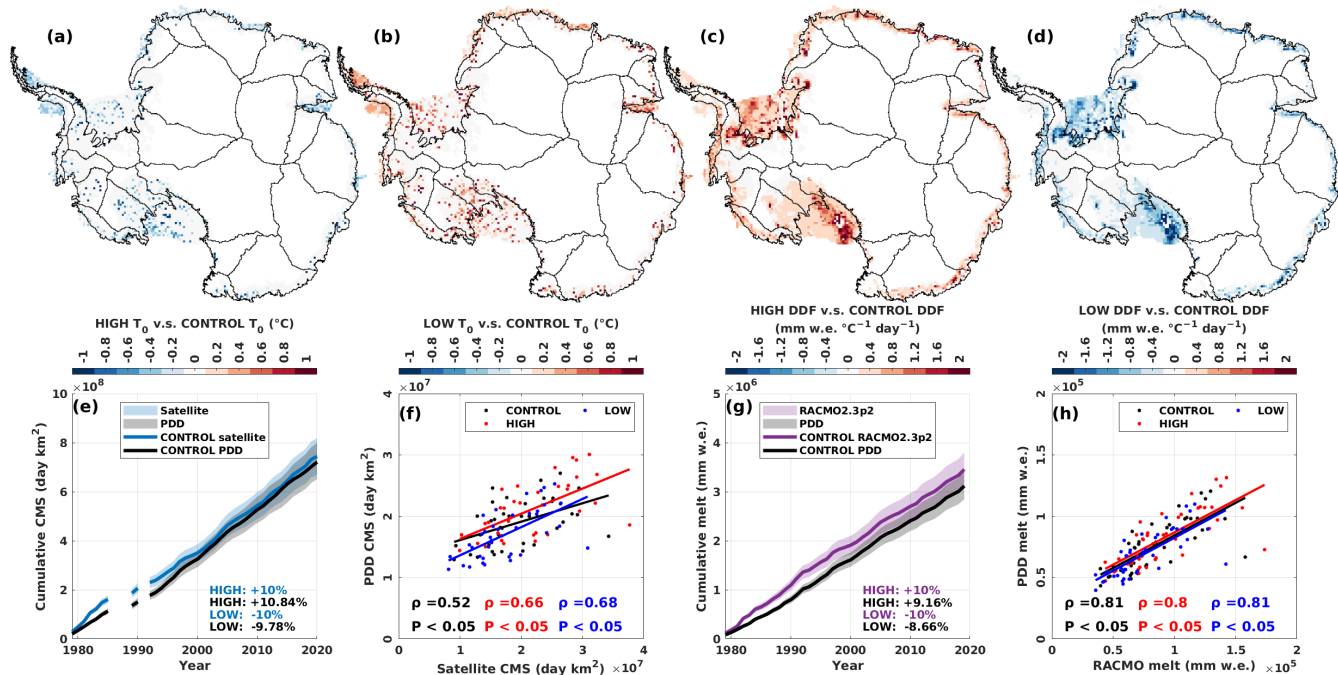 (a)
(b)
(c)
(d)
HIGH T₀ v.s. CONTROL T₀ (°C)
LOW T₀ v.s. CONTROL T₀ (°C)
HIGH DDF v.s. CONTROL DDF
(mm w.e. °C⁻¹ day⁻¹)
LOW DDF v.s. CONTROL DDF
(mm w.e. °C⁻¹ day⁻¹)
-1 -0.8 -0.6 -0.4 -0.2 0 0.2 0.4 0.6 0.8 1
-1 -0.8 -0.6 -0.4 -0.2 0 0.2 0.4 0.6 0.8 1
-2 -1.6 -1.2 -0.8 -0.4 0 0.4 0.8 1.2 1.6 2
-2 -1.6 -1.2 -0.8 -0.4 0 0.4 0.8 1.2 1.6 2
(e)
×10⁸
Satellite
PDD
CONTROL satellite
CONTROL PDD
Cumulative CMS (day km²)
10
8
6
4
2
0
HIGH: +10%
HIGH: +10.84%
LOW: -10%
LOW: -9.78%
1980 1990 2000 2010 2020
Year
(f)
×10⁷
CONTROL
LOW
HIGH
PDD CMS (day km²)
4
3
2
1
0
ρ =0.52 ρ =0.66 ρ =0.68
P < 0.05 P < 0.05 P < 0.05
0 1 2 3 4
Satellite CMS (day km²) ×10⁷
(g)
×10⁶
RACMO2.3p2
PDD
CONTROL RACMO2.3p2
CONTROL PDD
Cumulative melt (mm w.e.)
5
4
3
2
1
0
HIGH: +10%
HIGH: +9.16%
LOW: -10%
LOW: -8.66%
1980 1990 2000 2010 2020
Year
(h)
×10⁵
CONTROL
LOW
HIGH
PDD melt (mm w.e.)
2
1.5
1
0.5
0
ρ =0.81 ρ =0.8 ρ =0.81
P < 0.05 P < 0.05 P < 0.05
0 0.5 1 1.5 2
RACMO melt (mm w.e.) ×10⁵